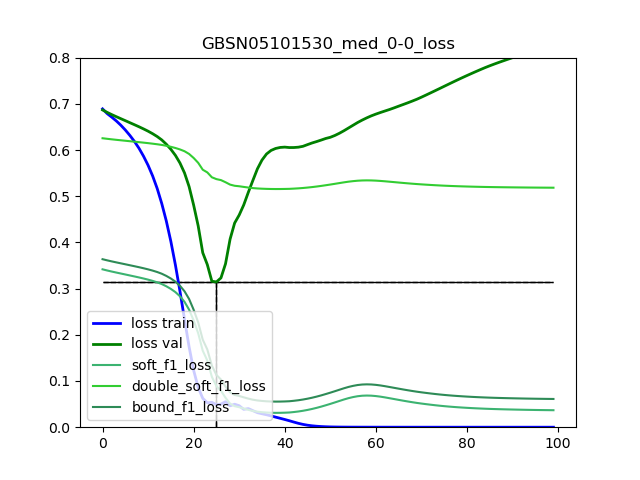 GBSN05101530_med_0-0_loss
0.8
0.7
0.6
0.5
0.4
0.3
0.2
0.1
0.0
loss train
loss val
soft_f1_loss
double_soft_f1_loss
bound_f1_loss
0 20 40 60 80 100